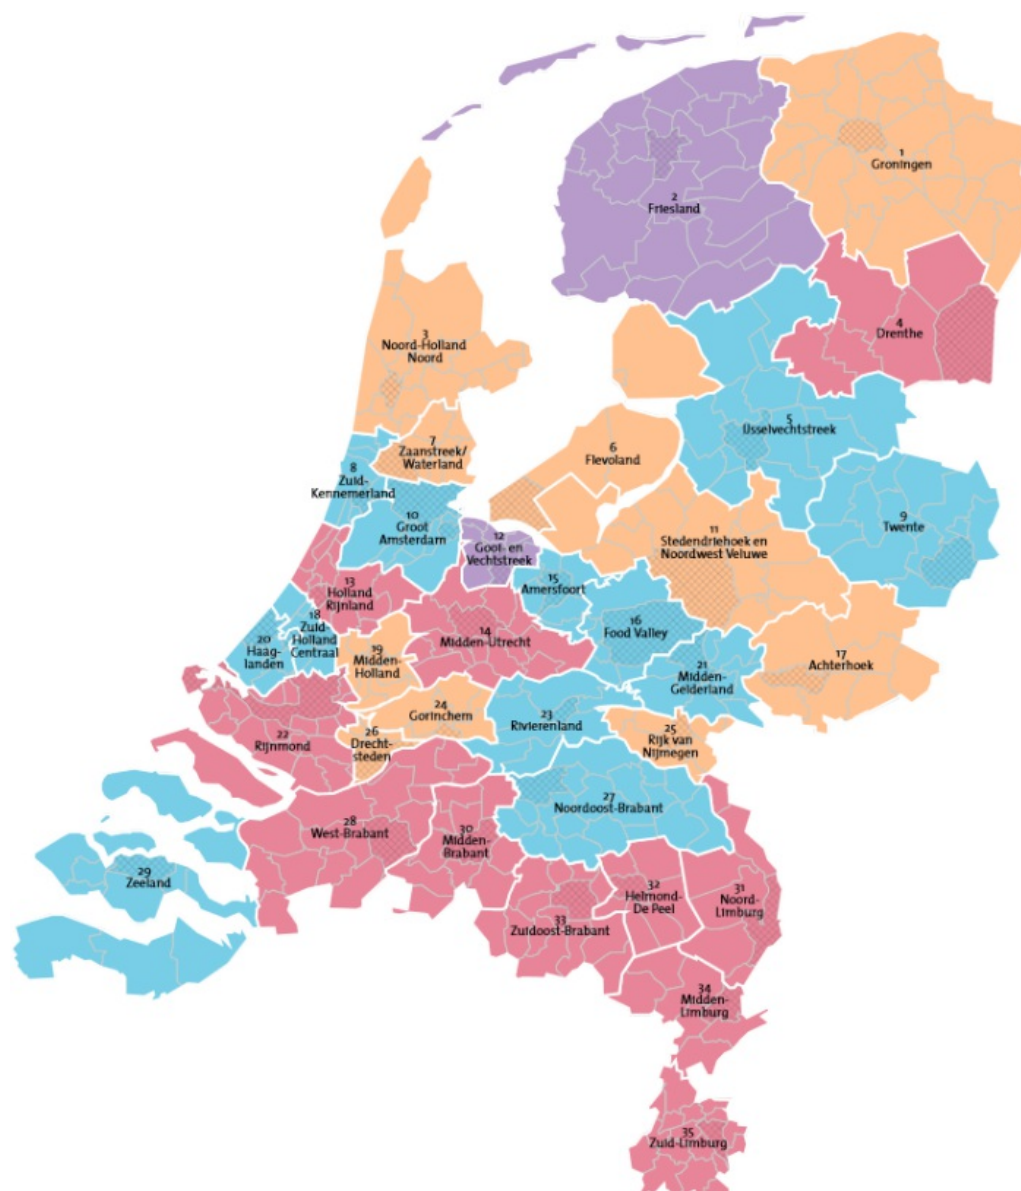 1
Groningen
2
Friesland
3
Noord-Holland
Noord
4
Drenthe
5
IJsselvechtstreek
6
Flevoland
7
Zaanstreek/
Waterland
8
Zuid-
Kennemerland
9
Twente
10
Groot
Amsterdam
11
Stedendriehoek en
Noordwest Veluwe
12
Gooi- en
Vechtstreek
13
Holland
Rijnland
14
Midden-Utrecht
15
Amersfoort
16
Food Valley
17
Achterhoek
18
Zuid-
Holland
Centraal
19
Midden-
Holland
20
Haag-
landen
21
Midden-
Gelderland
22
Rijnmond
23
Rivierenland
24
Gorinchem
25
Rijk van
Nijmegen
26
Drecht-
steden
27
Noordoost-Brabant
28
West-Brabant
29
Zeeland
30
Midden-
Brabant
31
Noord-
Limburg
32
Helmond-
De Peel
33
Zuidoost-Brabant
34
Midden-
Limburg
35
Zuid-Limburg